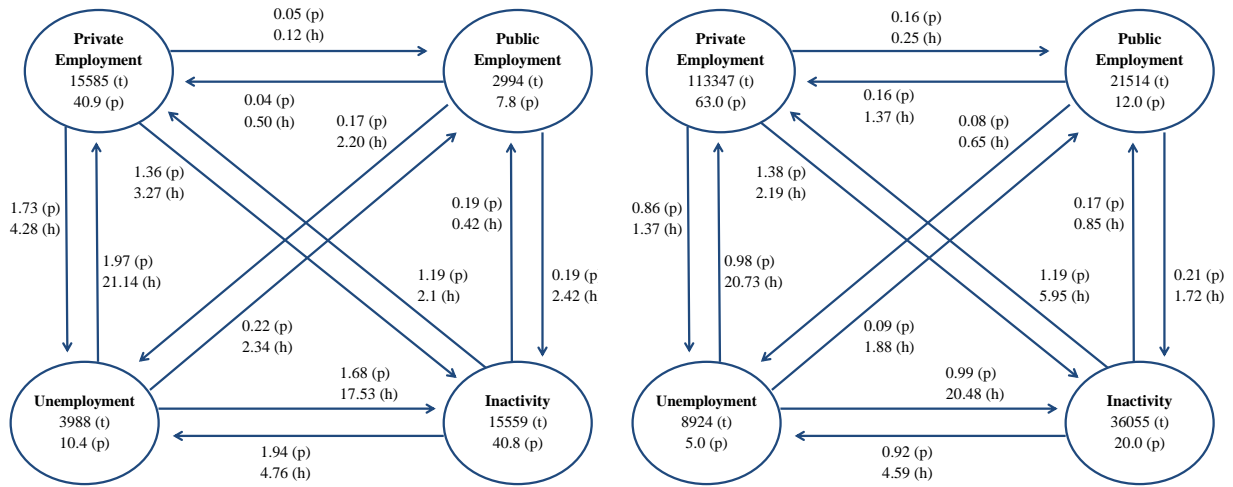 0.05 (p)
0.12 (h)
Private
Employment
15585 (t)
40.9 (p)
Public
Employment
2994 (t)
7.8 (p)
0.04 (p)
0.50 (h)
0.17 (p)
2.20 (h)
1.36 (p)
3.27 (h)
1.73 (p)
4.28 (h)
0.19 (p)
0.42 (h)
1.97 (p)
21.14 (h)
1.19 (p)
2.1 (h)
0.19 (p
2.42 (h
0.22 (p)
2.34 (h)
1.68 (p)
17.53 (h)
Unemployment
3988 (t)
10.4 (p)
Inactivity
15559 (t)
40.8 (p)
1.94 (p)
4.76 (h)
0.16 (p)
0.25 (h)
Private
Employment
113347 (t)
63.0 (p)
Public
Employment
21514 (t)
12.0 (p)
0.16 (p)
1.37 (h)
0.08 (p)
0.65 (h)
1.38 (p)
2.19 (h)
0.86 (p)
1.37 (h)
0.17 (p)
0.85 (h)
0.98 (p)
20.73 (h)
1.19 (p)
5.95 (h)
0.21 (p)
1.72 (h)
0.09 (p)
1.88 (h)
0.99 (p)
20.48 (h)
Unemployment
8924 (t)
5.0 (p)
Inactivity
36055 (t)
20.0 (p)
0.92 (p)
4.59 (h)